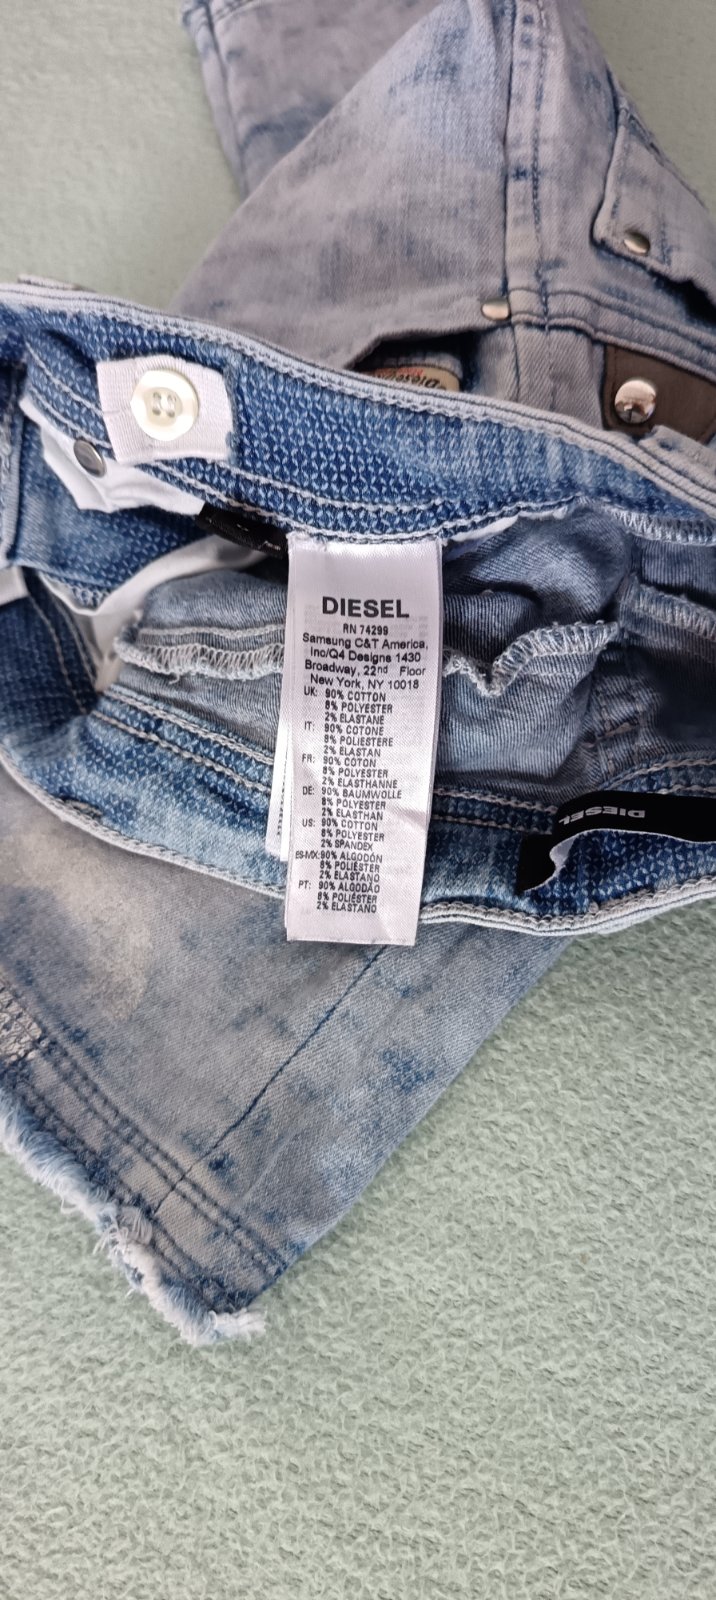 Diesel
DIESEL
RN 74299
Samsung C&T America,
Inc/Q4 Designs 1430
Broadway, 22nd Floor
New York, NY 10018
UK: 90% COTTON
8% POLYESTER
2% ELASTANE
IT: 90% COTONE
8% POLIESTERE
2% ELASTAN
FR: 90% COTON
8% POLYESTER
2% ELASTHANNE
DE: 90% BAUMWOLLE
8% POLYESTER
2% ELASTHAN
US: 90% COTTON
8% POLYESTER
2% SPANDEX
ES-MX: 90% ALGODÓN
8% POLIÉSTER
2% ELASTANO
PT: 90% ALGODÃO
8% POLIÉSTER
2% ELASTANO
DIESEL